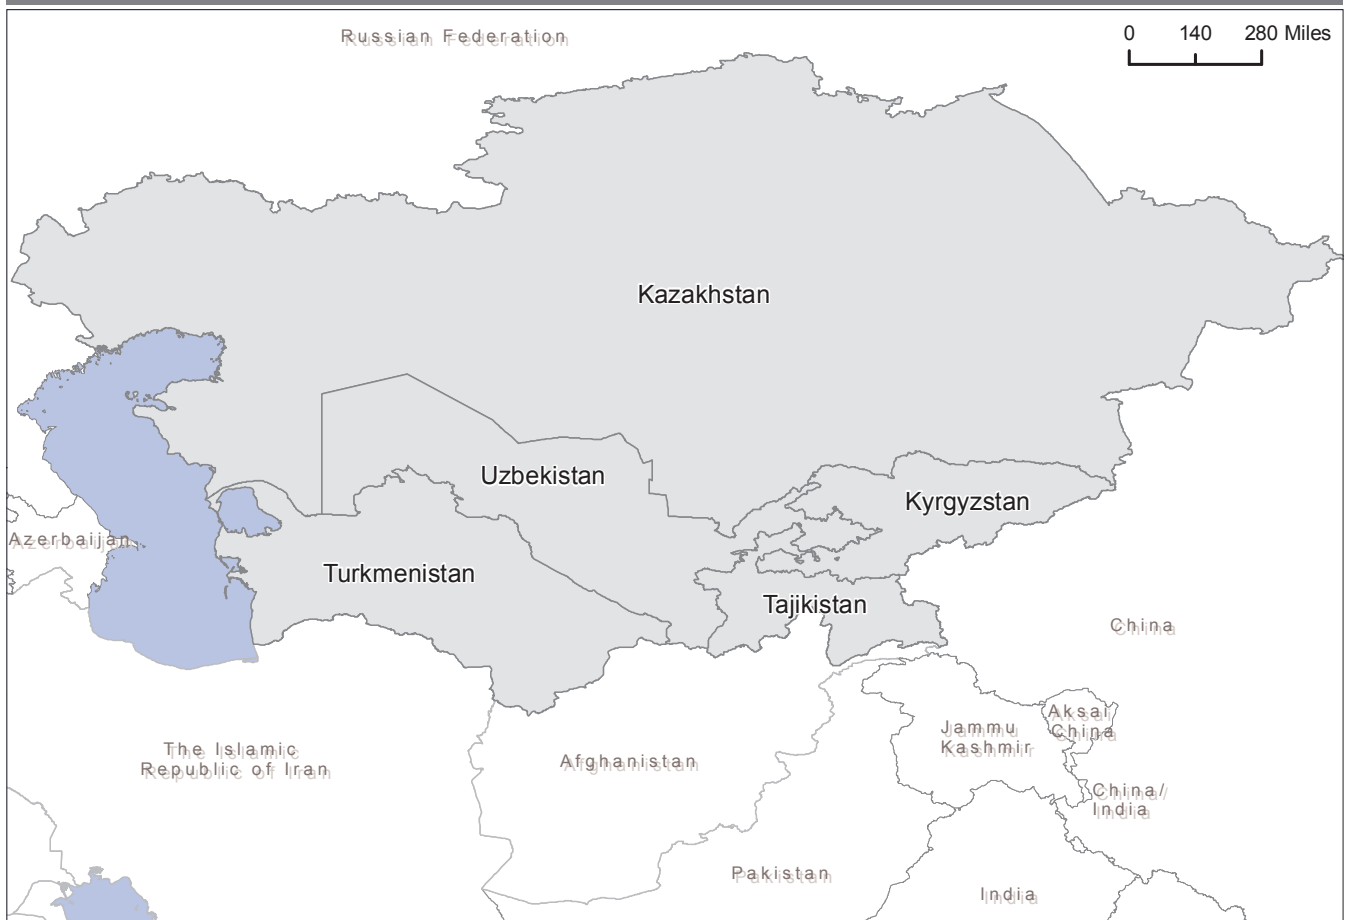 Russian Federation
0 140 280 Miles
Kazakhstan
Uzbekistan
Kyrgyzstan
Azerbaijan
Turkmenistan
Tajikistan
China
Aksai
China
Jammu
Kashmir
The Islamic
Republic of Iran
Afghanistan
China/
India
Pakistan
India